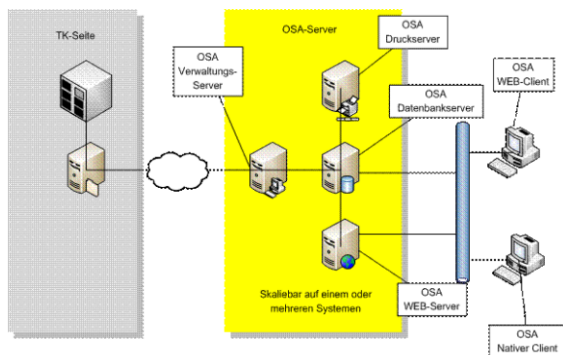 TK-Seite
OSA-Server
OSA
Verwaltungs-
Server
OSA
Druckserver
OSA
Datenbankserver
OSA
WEB-Client
OSA
WEB-Server
Skaliebar auf einem oder
mehreren Systemen
OSA
Nativer Client